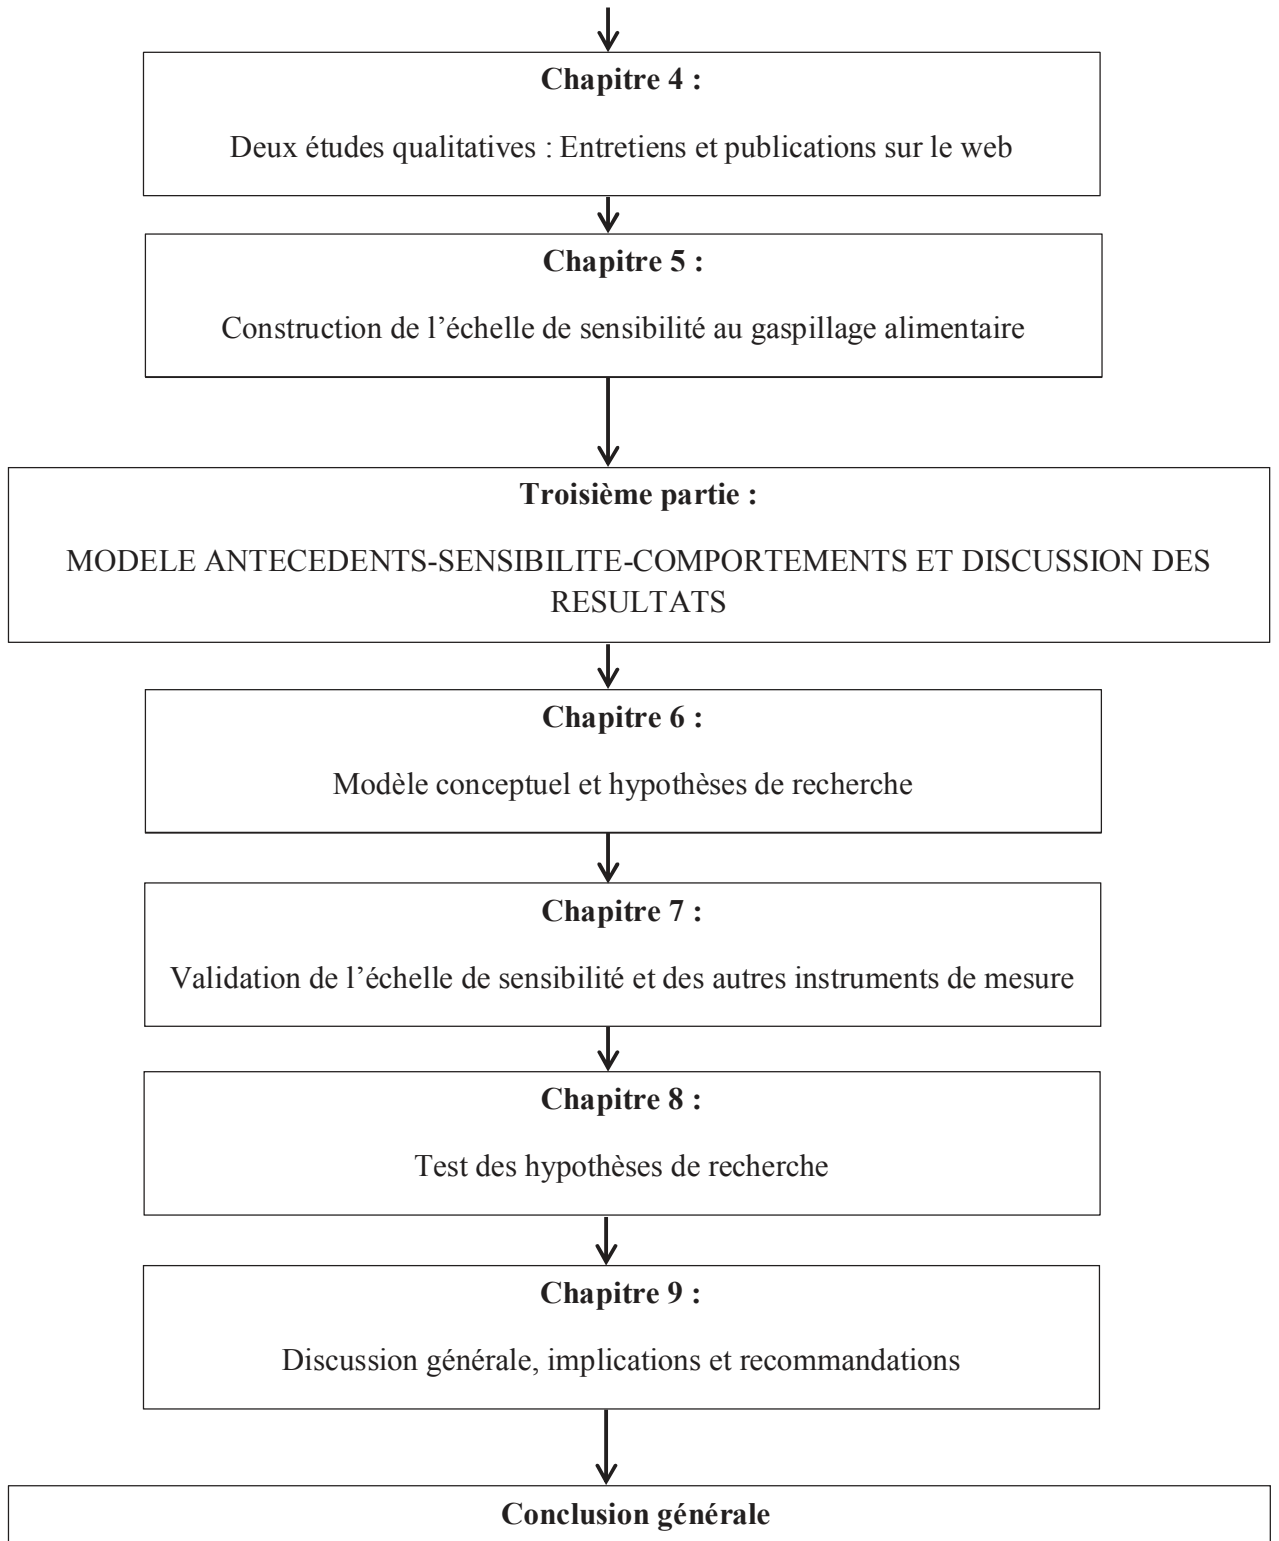 Chapitre 4 :
Deux études qualitatives : Entretiens et publications sur le web
Chapitre 5 :
Construction de l’échelle de sensibilité au gaspillage alimentaire
Troisième partie :
MODELE ANTECEDENTS-SENSIBILITE-COMPORTEMENTS ET DISCUSSION DES
RESULTATS
Chapitre 6 :
Modèle conceptuel et hypothèses de recherche
Chapitre 7 :
Validation de l’échelle de sensibilité et des autres instruments de mesure
Chapitre 8 :
Test des hypothèses de recherche
Chapitre 9 :
Discussion générale, implications et recommandations
Conclusion générale